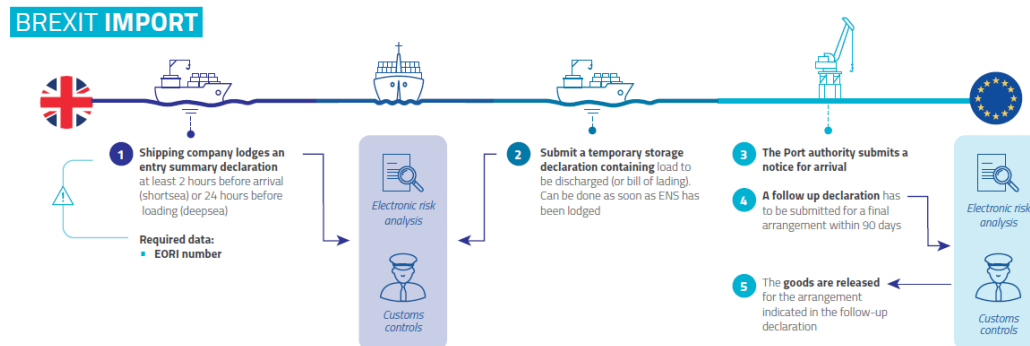 BREXIT IMPORT
1
Shipping company lodges an
entry summary declaration
at least 2 hours before arrival
(shortsea) or 24 hours before
loading (deepsea)
Required data:
EORI number
Electronic risk
analysis
Customs
controls
2
Submit a temporary storage
declaration containing load to
be discharged (or bill of lading).
Can be done as soon as ENS has
been lodged
3
The Port authority submits a
notice for arrival
4
A follow up declaration has
to be submitted for a final
arrangement within 90 days
5
The goods are released
for the arrangement
indicated in the follow-up
declaration
Electronic risk
analysis
Customs
controls